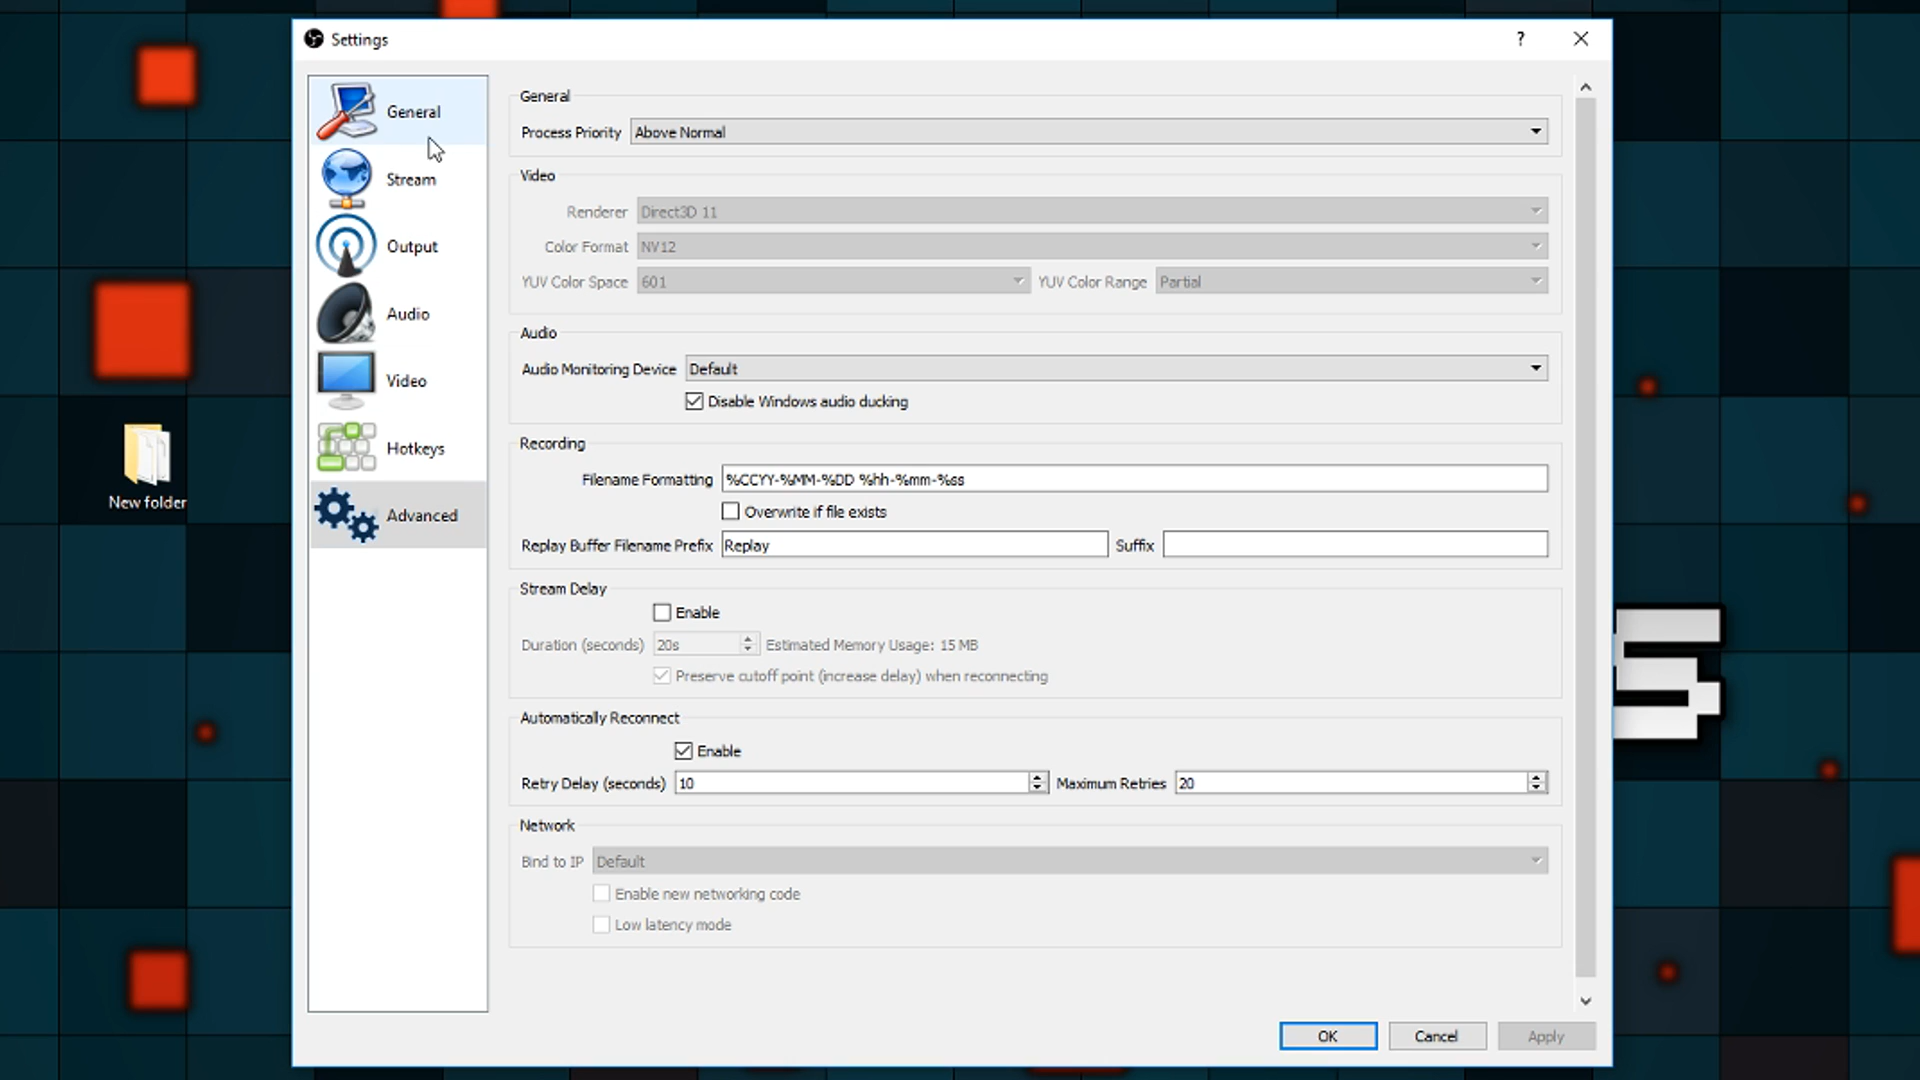 Settings
?
General
Stream
Output
Audio
Video
Hotkeys
Advanced
General
Process Priority Above Normal
Video
Renderer Direct3D 11
Color Format NV12
YUV Color Space 601 YUV Color Range Partial
Audio
Audio Monitoring Device Default
Disable Windows audio ducking
Recording
Filename Formatting %CCYY-%MM-%DD %hh-%mm-%ss
Overwrite if file exists
Replay Buffer Filename Prefix Replay Suffix
Stream Delay
Enable
Duration (seconds) 20s Estimated Memory Usage: 15 MB
Preserve cutoff point (increase delay) when reconnecting
Automatically Reconnect
Enable
Retry Delay (seconds) 10 Maximum Retries 20
Network
Bind to IP Default
Enable new networking code
Low latency mode
OK Cancel Apply
New folder
S